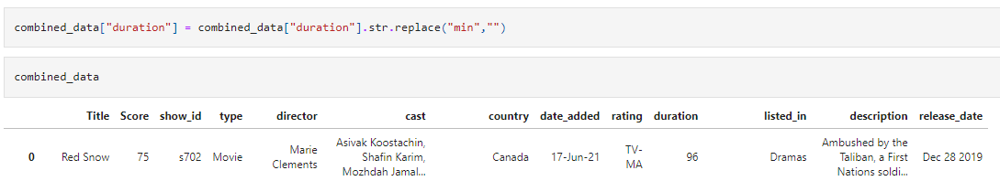 combined_data["duration"] = combined_data["duration"].str.replace("min","")
combined_data
Title Score show_id type director cast country date_added rating duration listed_in description release_date
0 Red Snow 75 s702 Movie Marie Clements Asivak Koostachin, Shafin Karim, Mozhdah Jamal... Canada 17-Jun-21 TV-MA 96 Dramas Ambushed by the Taliban, a First Nations soldi... Dec 28 2019